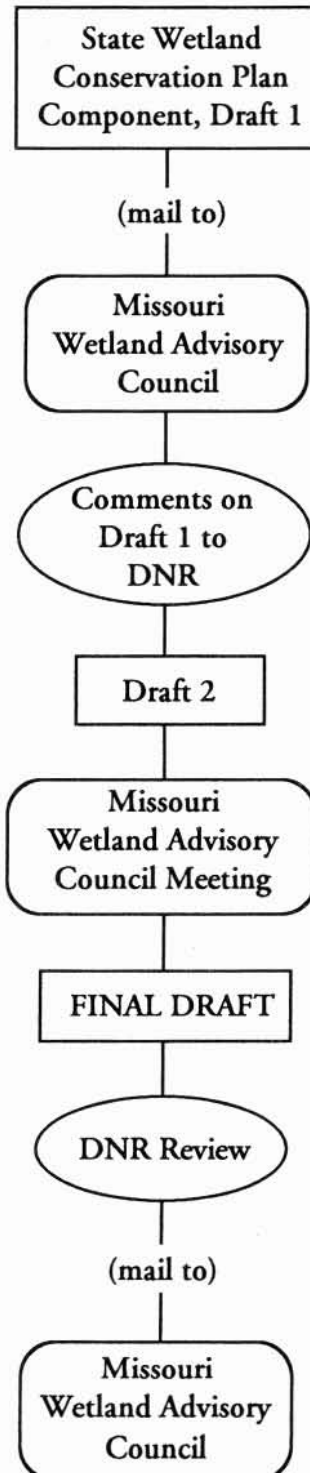 State Wetland
Conservation Plan
Component, Draft 1
(mail to)
Missouri
Wetland Advisory
Council
Comments on
Draft 1 to
DNR
Draft 2
Missouri
Wetland Advisory
Council Meeting
FINAL DRAFT
DNR Review
(mail to)
Missouri
Wetland Advisory
Council